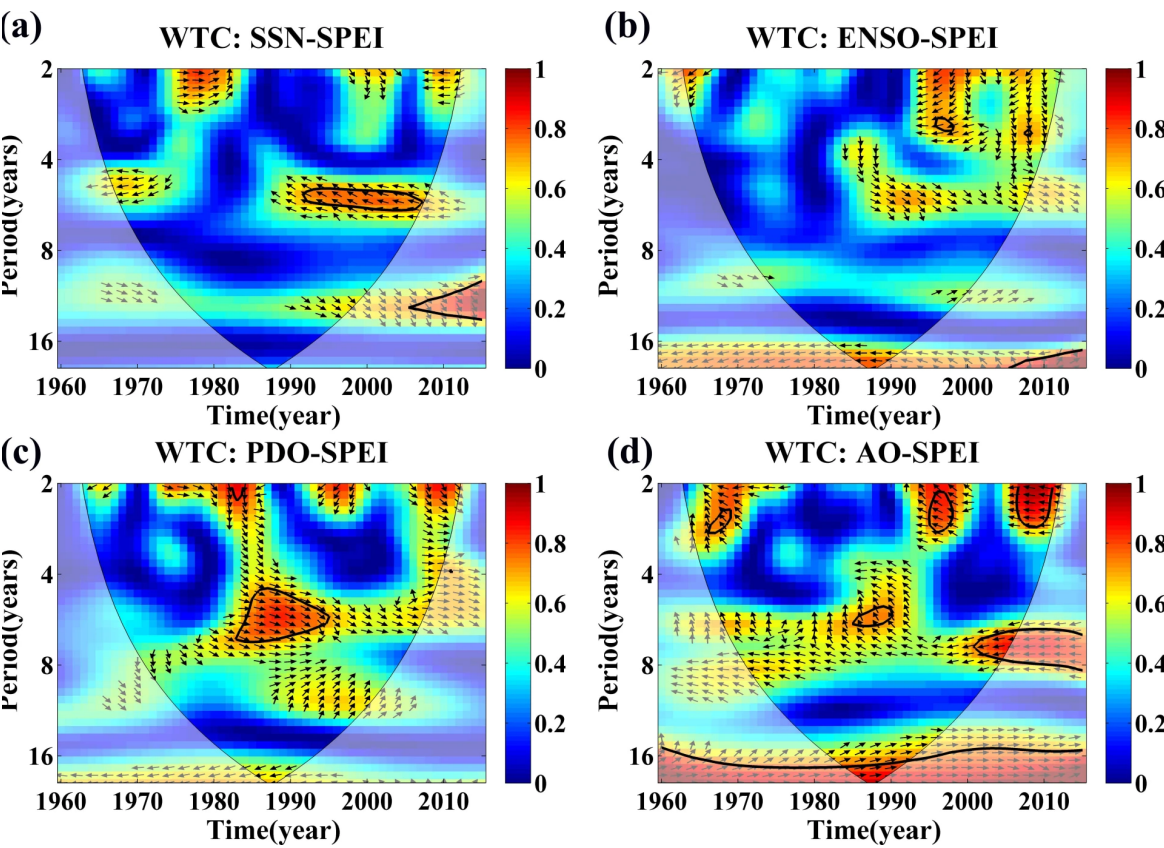 (a)
WTC: SSN-SPEI
2
4
8
16
Period(years)
1960 1970 1980 1990 2000 2010
Time(year)
1
0.8
0.6
0.4
0.2
0
(b)
WTC: ENSO-SPEI
2
4
8
16
Period(years)
1960 1970 1980 1990 2000 2010
Time(year)
1
0.8
0.6
0.4
0.2
0
(c)
WTC: PDO-SPEI
2
4
8
16
Period(years)
1960 1970 1980 1990 2000 2010
Time(year)
1
0.8
0.6
0.4
0.2
0
(d)
WTC: AO-SPEI
2
4
8
16
Period(years)
1960 1970 1980 1990 2000 2010
Time(year)
1
0.8
0.6
0.4
0.2
0